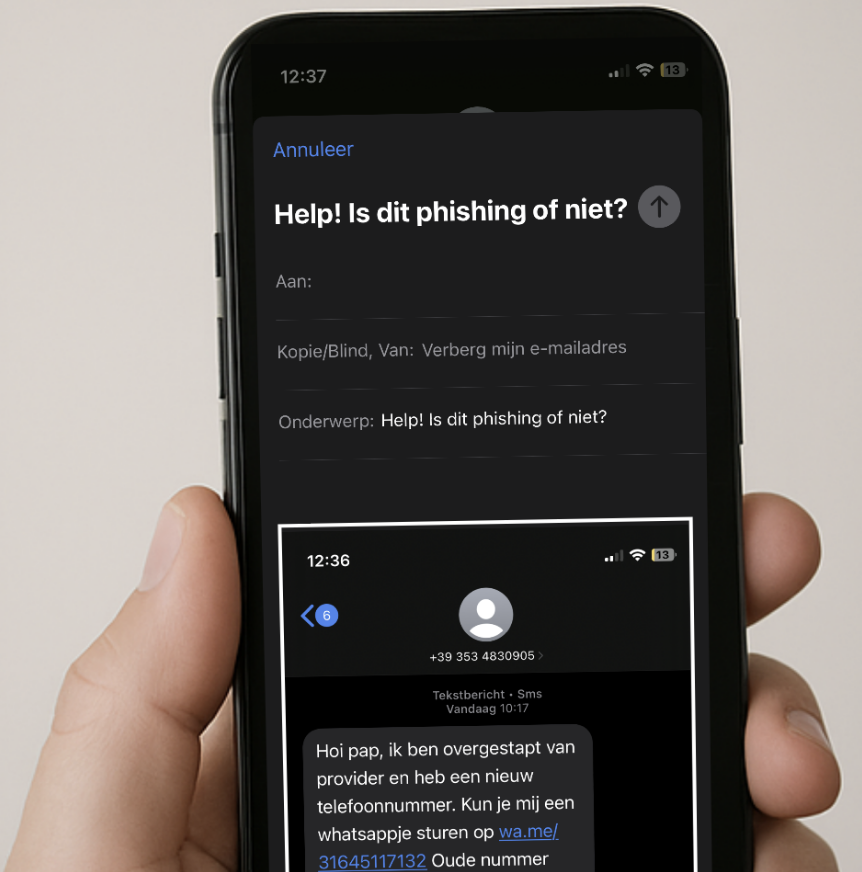 12:37
13
Annuleer
Help! Is dit phishing of niet?
Aan:
Kopie/Blind, Van: Verberg mijn e-mailadres
Onderwerp: Help! Is dit phishing of niet?
12:36
13
6
+39 353 4830905
Tekstbericht • Sms
Vandaag 10:17
Hoi pap, ik ben overgestapt van
provider en heb een nieuw
telefoonnummer. Kun je mij een
whatsappje sturen op wa.me/
31645117132 Oude nummer